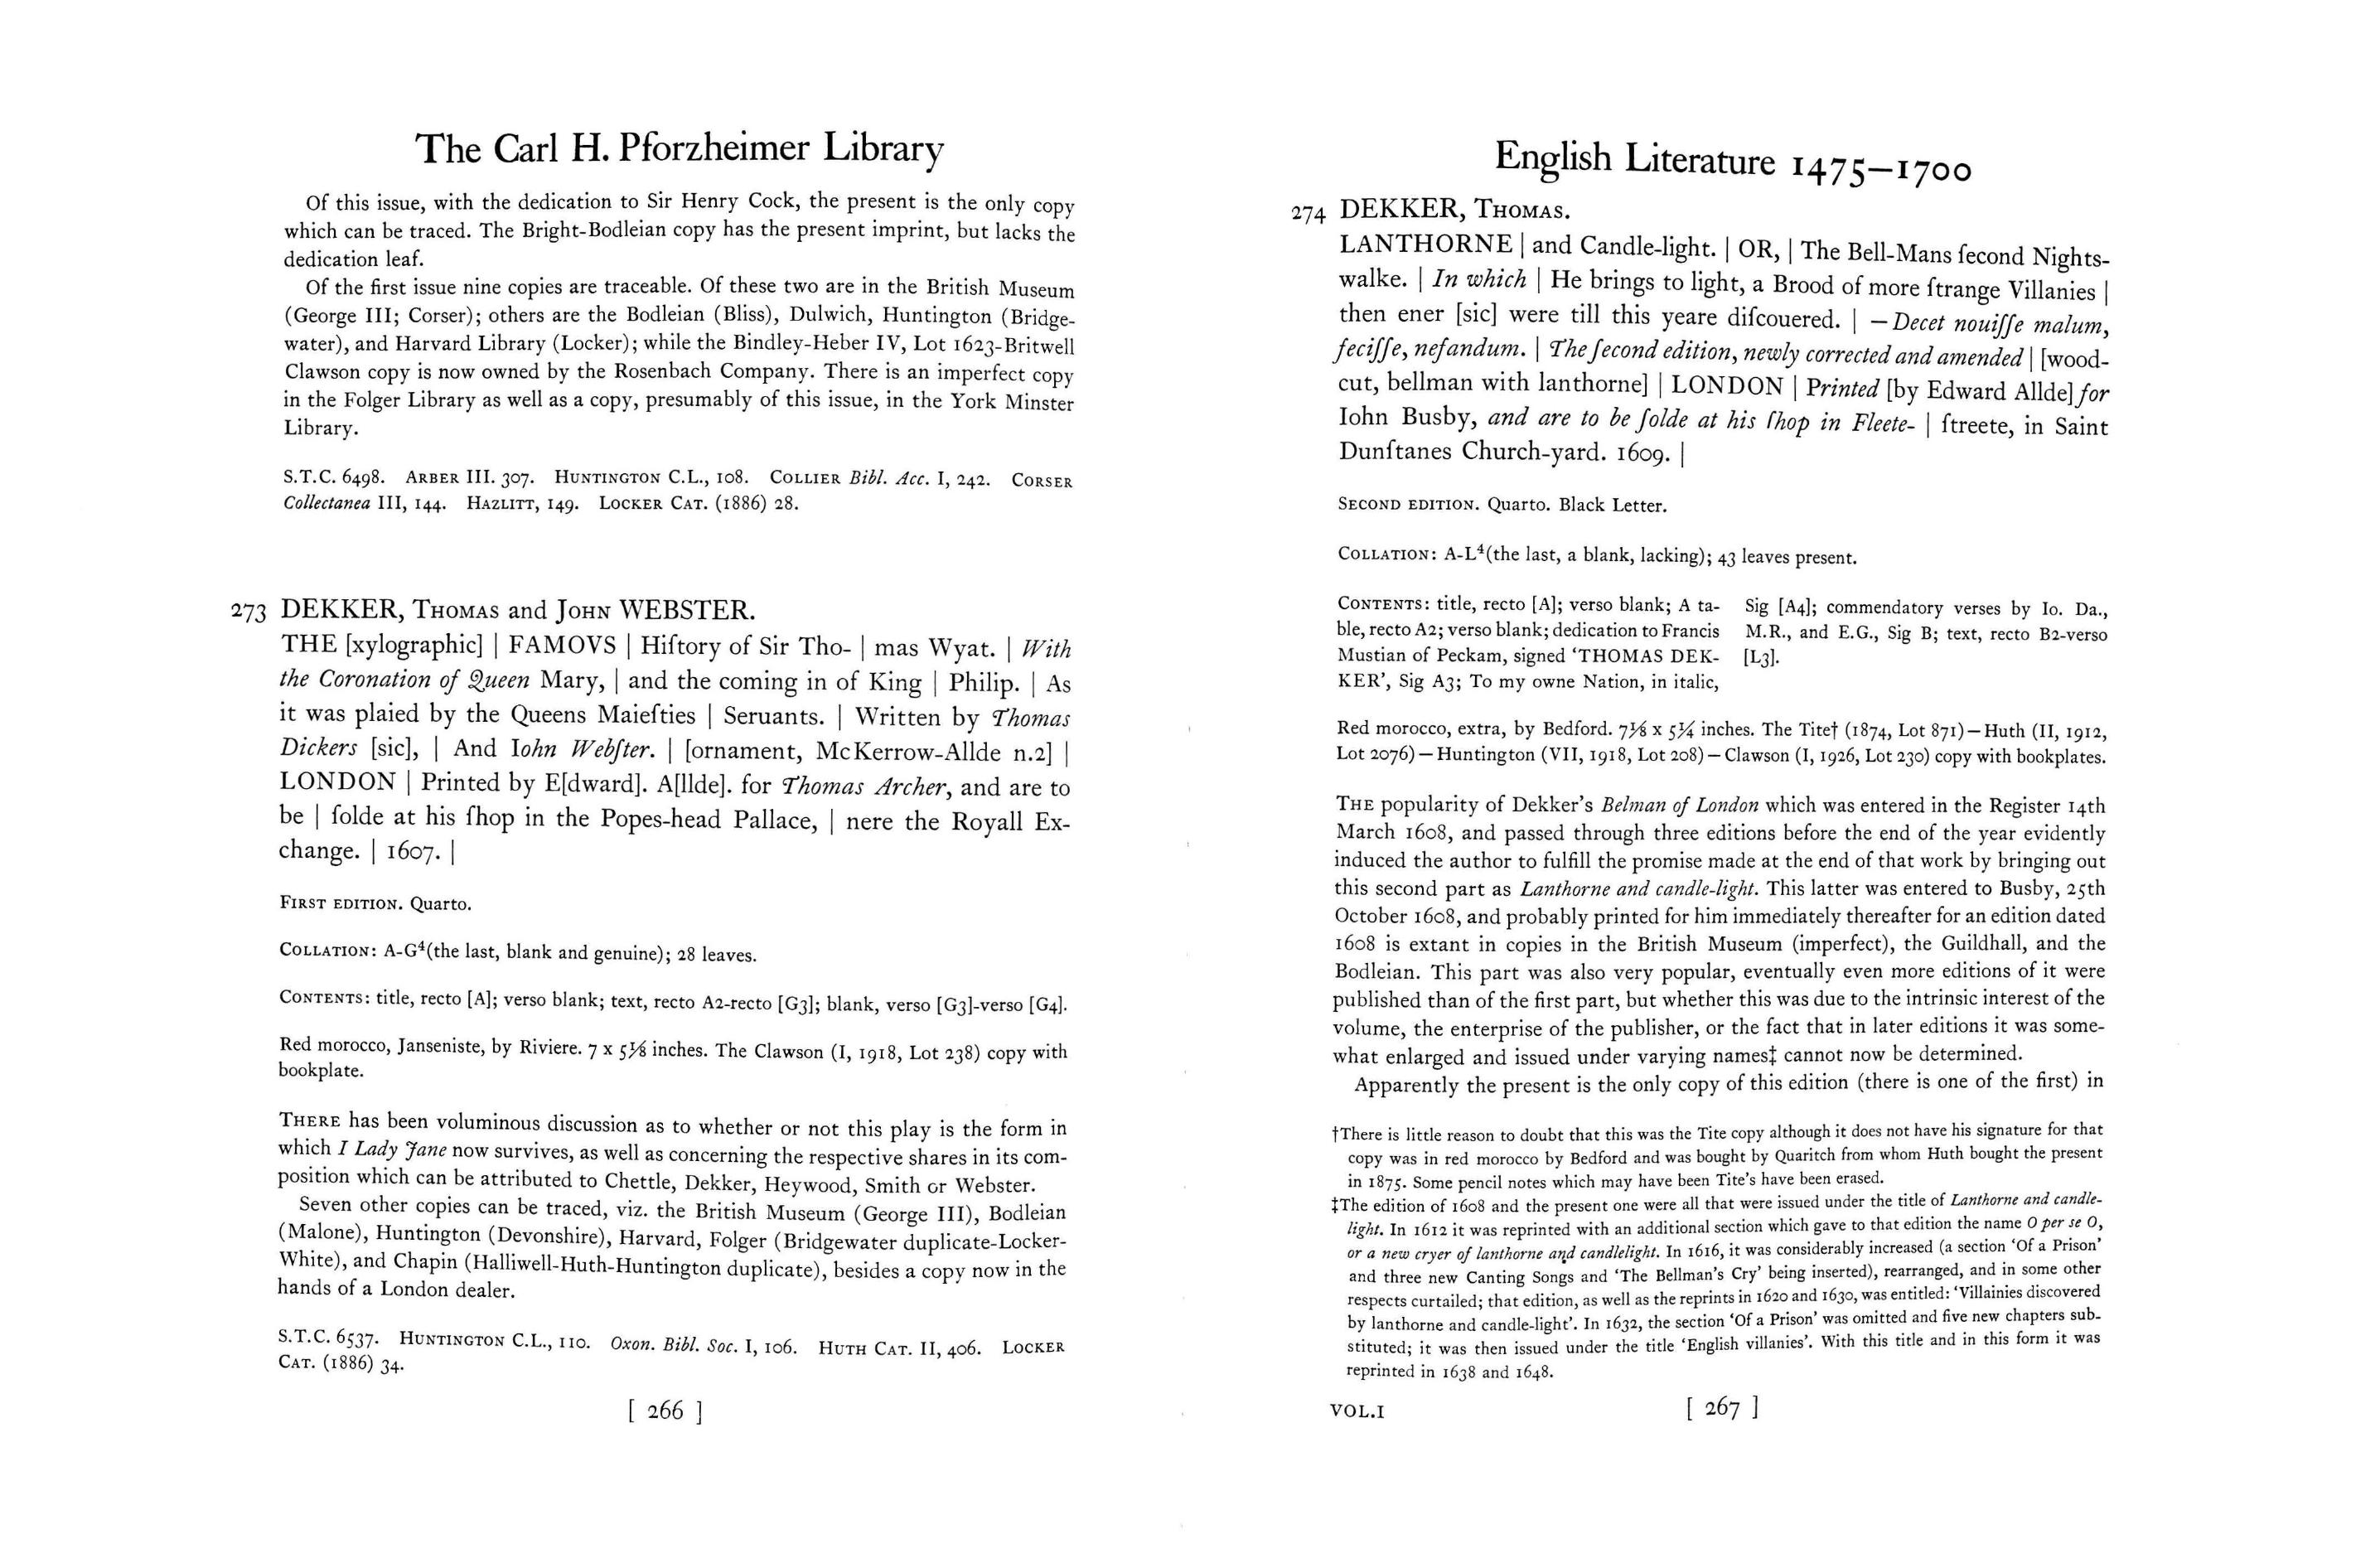 The Carl H. Pforzheimer Library
Of this issue, with the dedication to Sir Henry Cock, the present is the only copy
which can be traced. The Bright-Bodleian copy has the present imprint, but lacks the
dedication leaf.
Of the first issue nine copies are traceable. Of these two are in the British Museum
(George III; Corser); others are the Bodleian (Bliss), Dulwich, Huntington (Bridge-
water), and Harvard Library (Locker); while the Bindley-Heber IV, Lot 1623-Britwell
Clawson copy is now owned by the Rosenbach Company. There is an imperfect copy
in the Folger Library as well as a copy, presumably of this issue, in the York Minster
Library.
S.T.C. 6498. ARBER III. 307. HUNTINGTON C.L., 108. COLLIER Bibl. Acc. I, 242. CORSER
Collectanea III, 144. HAZLITT, 149. LOCKER CAT. (1886) 28.
273 DEKKER, THOMAS and JOHN WEBSTER.
THE [xylographic] | FAMOVS | Hiſtory of Sir Tho- | mas Wyat. | With
the Coronation of Queen Mary, | and the coming in of King | Philip. | As
it was plaied by the Queens Maieſties | Seruants. | Written by Thomas
Dickers [sic], | And Iohn Webſter. | [ornament, McKerrow-Allde n.2] |
LONDON | Printed by E[dward]. A[llde]. for Thomas Archer, and are to
be | ſolde at his ſhop in the Popes-head Pallace, | nere the Royall Ex-
change. | 1607. |
FIRST EDITION. Quarto.
COLLATION: A-G⁴(the last, blank and genuine); 28 leaves.
CONTENTS: title, recto [A]; verso blank; text, recto A2-recto [G3]; blank, verso [G3]-verso [G4].
Red morocco, Janseniste, by Riviere. 7 x 5⅛ inches. The Clawson (I, 1918, Lot 238) copy with
bookplate.
THERE has been voluminous discussion as to whether or not this play is the form in
which I Lady Jane now survives, as well as concerning the respective shares in its com-
position which can be attributed to Chettle, Dekker, Heywood, Smith or Webster.
Seven other copies can be traced, viz. the British Museum (George III), Bodleian
(Malone), Huntington (Devonshire), Harvard, Folger (Bridgewater duplicate-Locker-
White), and Chapin (Halliwell-Huth-Huntington duplicate), besides a copy now in the
hands of a London dealer.
S.T.C. 6537. HUNTINGTON C.L., 110. Oxon. Bibl. Soc. I, 106. HUTH CAT. II, 406. LOCKER
CAT. (1886) 34.
[ 266 ]
English Literature 1475–1700
274 DEKKER, THOMAS.
LANTHORNE | and Candle-light. | OR, | The Bell-Mans ſecond Nights-
walke. | In which | He brings to light, a Brood of more ſtrange Villanies |
then ener [sic] were till this yeare diſcouered. | —Decet nouiſſe malum,
feciſſe, nefandum. | The ſecond edition, newly corrected and amended | [wood-
cut, bellman with lanthorne] | LONDON | Printed [by Edward Allde] for
Iohn Busby, and are to be ſolde at his ſhop in Fleete- | ſtreete, in Saint
Dunſtanes Church-yard. 1609. |
SECOND EDITION. Quarto. Black Letter.
COLLATION: A-L⁴(the last, a blank, lacking); 43 leaves present.
CONTENTS: title, recto [A]; verso blank; A ta-
ble, recto A2; verso blank; dedication to Francis
Mustian of Peckam, signed ‘THOMAS DEK-
KER’, Sig A3; To my owne Nation, in italic,
Sig [A4]; commendatory verses by Io. Da.,
M.R., and E.G., Sig B; text, recto B2-verso
[L3].
Red morocco, extra, by Bedford. 7⅛ x 5¼ inches. The Tite† (1874, Lot 871)—Huth (II, 1912,
Lot 2076)—Huntington (VII, 1918, Lot 208)—Clawson (I, 1926, Lot 230) copy with bookplates.
THE popularity of Dekker’s Belman of London which was entered in the Register 14th
March 1608, and passed through three editions before the end of the year evidently
induced the author to fulfill the promise made at the end of that work by bringing out
this second part as Lanthorne and candle-light. This latter was entered to Busby, 25th
October 1608, and probably printed for him immediately thereafter for an edition dated
1608 is extant in copies in the British Museum (imperfect), the Guildhall, and the
Bodleian. This part was also very popular, eventually even more editions of it were
published than of the first part, but whether this was due to the intrinsic interest of the
volume, the enterprise of the publisher, or the fact that in later editions it was some-
what enlarged and issued under varying names‡ cannot now be determined.
Apparently the present is the only copy of this edition (there is one of the first) in
†There is little reason to doubt that this was the Tite copy although it does not have his signature for that
copy was in red morocco by Bedford and was bought by Quaritch from whom Huth bought the present
in 1875. Some pencil notes which may have been Tite’s have been erased.
‡The edition of 1608 and the present one were all that were issued under the title of Lanthorne and candle-
light. In 1612 it was reprinted with an additional section which gave to that edition the name O per se O,
or a new cryer of lanthorne and candlelight. In 1616, it was considerably increased (a section ‘Of a Prison’
and three new Canting Songs and ‘The Bellman’s Cry’ being inserted), rearranged, and in some other
respects curtailed; that edition, as well as the reprints in 1620 and 1630, was entitled: ‘Villainies discovered
by lanthorne and candle-light’. In 1632, the section ‘Of a Prison’ was omitted and five new chapters sub-
stituted; it was then issued under the title ‘English villanies’. With this title and in this form it was
reprinted in 1638 and 1648.
VOL.I
[ 267 ]